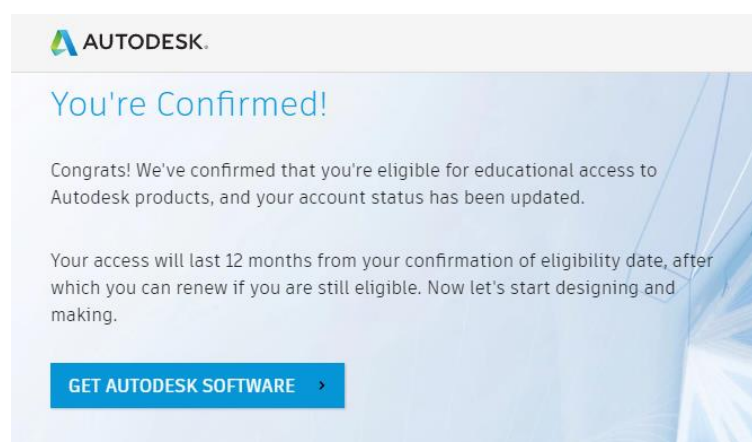 AUTODESK.
You're Confirmed!
Congrats! We've confirmed that you're eligible for educational access to
Autodesk products, and your account status has been updated.
Your access will last 12 months from your confirmation of eligibility date, after
which you can renew if you are still eligible. Now let's start designing and
making.
GET AUTODESK SOFTWARE ›